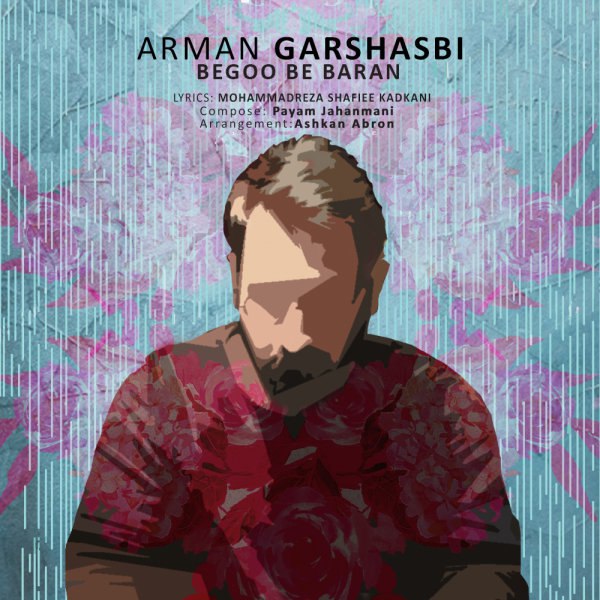 ARMAN GARSHASBI
BEGOO BE BARAN
LYRICS: MOHAMMADREZA SHAFIEE KADKANI
Compose: Payam Jahanmani
Arrangement:Ashkan Abron